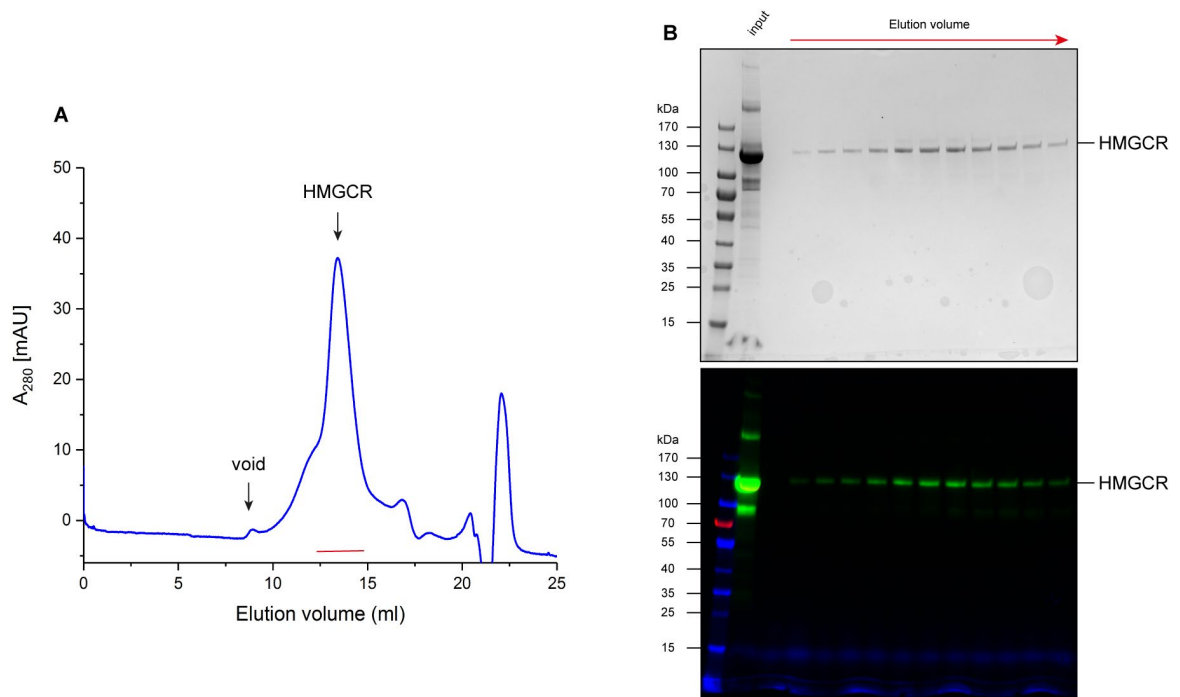 A
50
40
30
20
10
0
A280 [mAU]
HMGCR
void
0 5 10 15 20 25
Elution volume (ml)
B
input
Elution volume
kDa
170
130
100
70
55
40
35
25
15
HMGCR
kDa
170
130
100
70
55
40
35
25
15
HMGCR